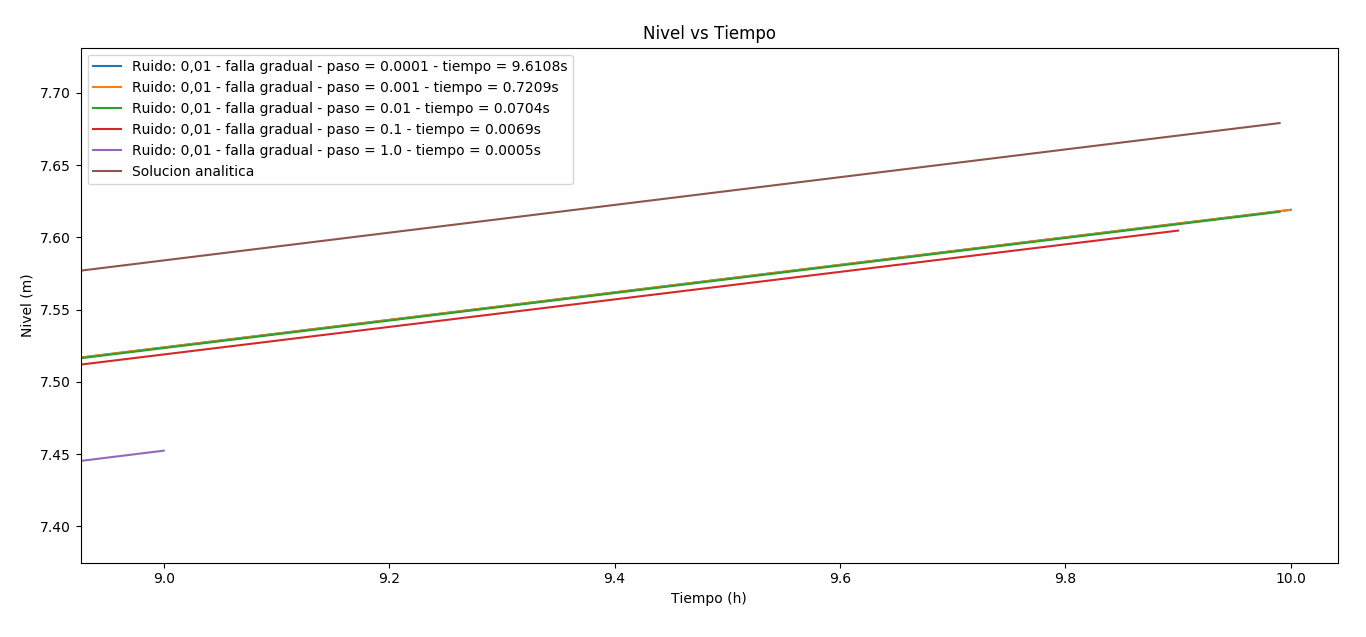 Nivel vs Tiempo
Ruido: 0,01 - falla gradual - paso = 0.0001 - tiempo = 9.6108s
Ruido: 0,01 - falla gradual - paso = 0.001 - tiempo = 0.7209s
Ruido: 0,01 - falla gradual - paso = 0.01 - tiempo = 0.0704s
Ruido: 0,01 - falla gradual - paso = 0.1 - tiempo = 0.0069s
Ruido: 0,01 - falla gradual - paso = 1.0 - tiempo = 0.0005s
Solucion analitica
Nivel (m)
7.70
7.65
7.60
7.55
7.50
7.45
7.40
9.0
9.2
9.4
9.6
9.8
10.0
Tiempo (h)